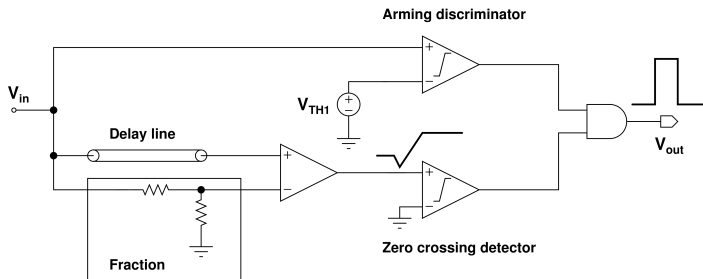 Arming discriminator
V_in
V_TH1
Delay line
V_out
Zero crossing detector
Fraction